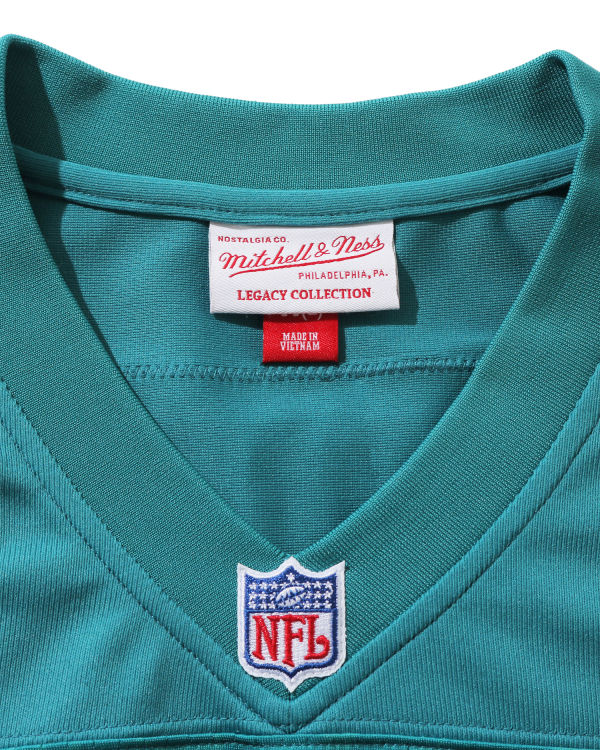 NOSTALGIA CO.
Mitchell & Ness
PHILADELPHIA, PA.
LEGACY COLLECTION
MADE IN
VIETNAM
NFL